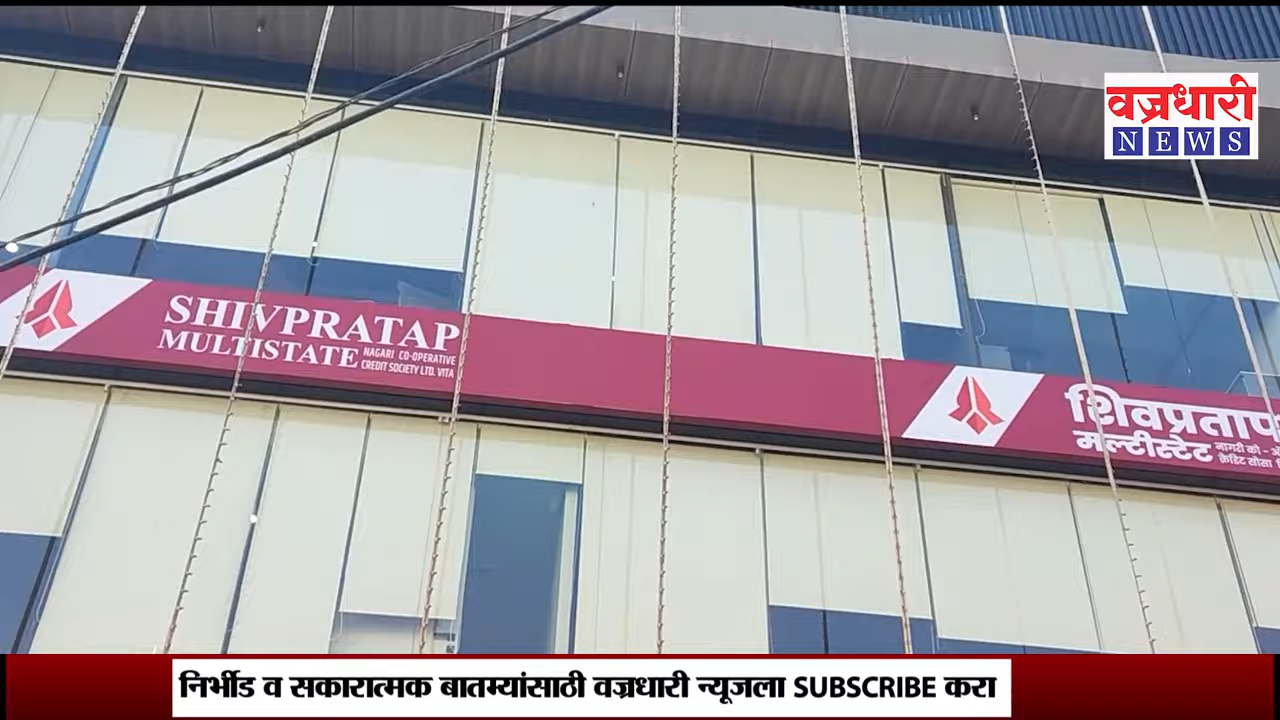 वज्रधारी
NEWS
SHIVPRATAP
MULTISTATE NAGARI CO-OPERATIVE
CREDIT SOCIETY LTD. VITA
शिवप्रताप
मल्टीस्टेट नागरी को -
क्रेडिट सोसा
निर्भीड व सकारात्मक बातम्यांसाठी वज्रधारी न्यूजला SUBSCRIBE करा